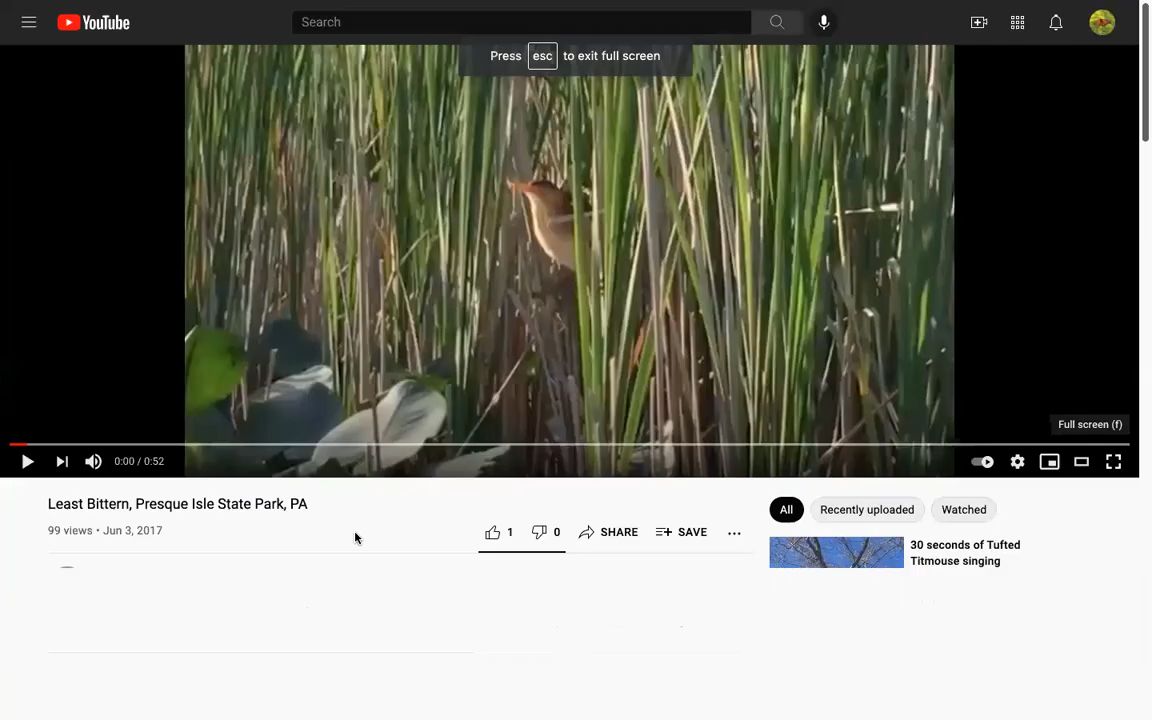 YouTube
Search
Press esc to exit full screen
Full screen (f)
0:00 / 0:52
Least Bittern, Presque Isle State Park, PA
99 views • Jun 3, 2017
1
0
SHARE
SAVE
All
Recently uploaded
Watched
30 seconds of Tufted
Titmouse singing